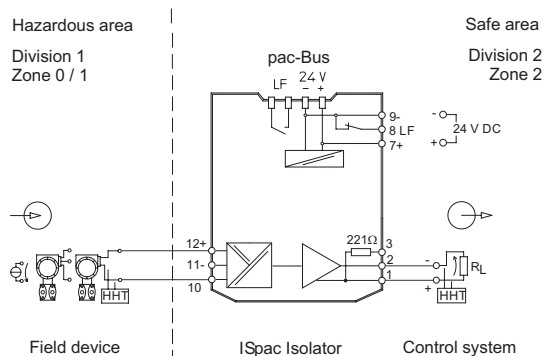 Hazardous area
Safe area
Division 1
Zone 0 / 1
Division 2
Zone 2
pac-Bus
LF
24 V
- +
9-
8 LF
7+
-
+
24 V DC
12+
11-
10
221Ω
3
2
1
-
+
RL
HHT
HHT
Field device
ISpac Isolator
Control system